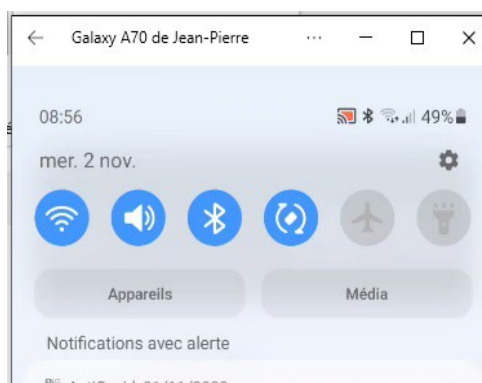 Galaxy A70 de Jean-Pierre
08:56
49%
mer. 2 nov.
Appareils
Média
Notifications avec alerte